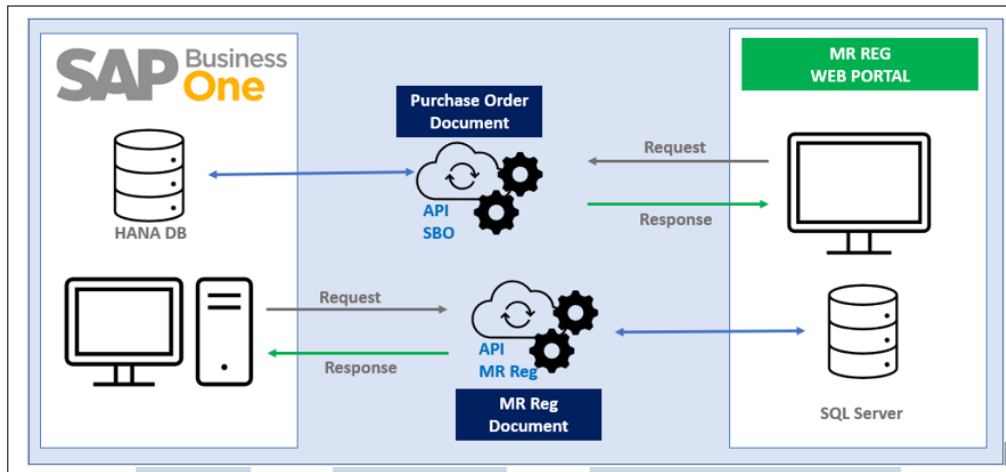 SAP Business
One
MR REG
WEB PORTAL
Purchase Order
Document
Request
API
SBO
Response
HANA DB
Request
Response
API
MR Reg
MR Reg
Document
SQL Server